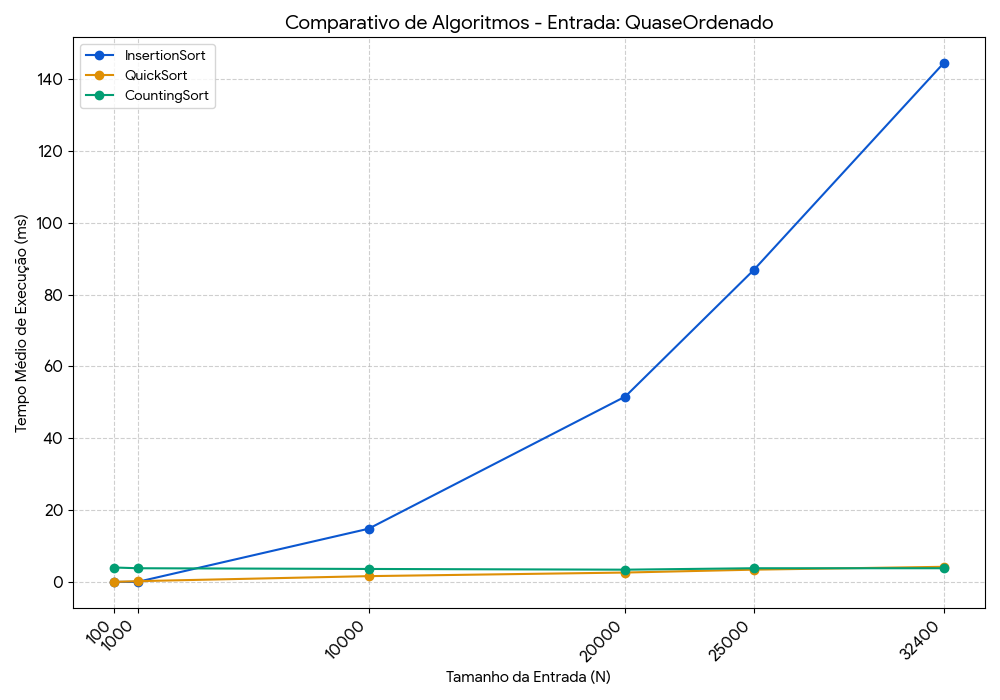 Comparativo de Algoritmos - Entrada: QuaseOrdenado
InsertionSort
QuickSort
CountingSort
Tempo Médio de Execução (ms)
140
120
100
80
60
40
20
0
100
1000
10000
20000
25000
32400
Tamanho da Entrada (N)